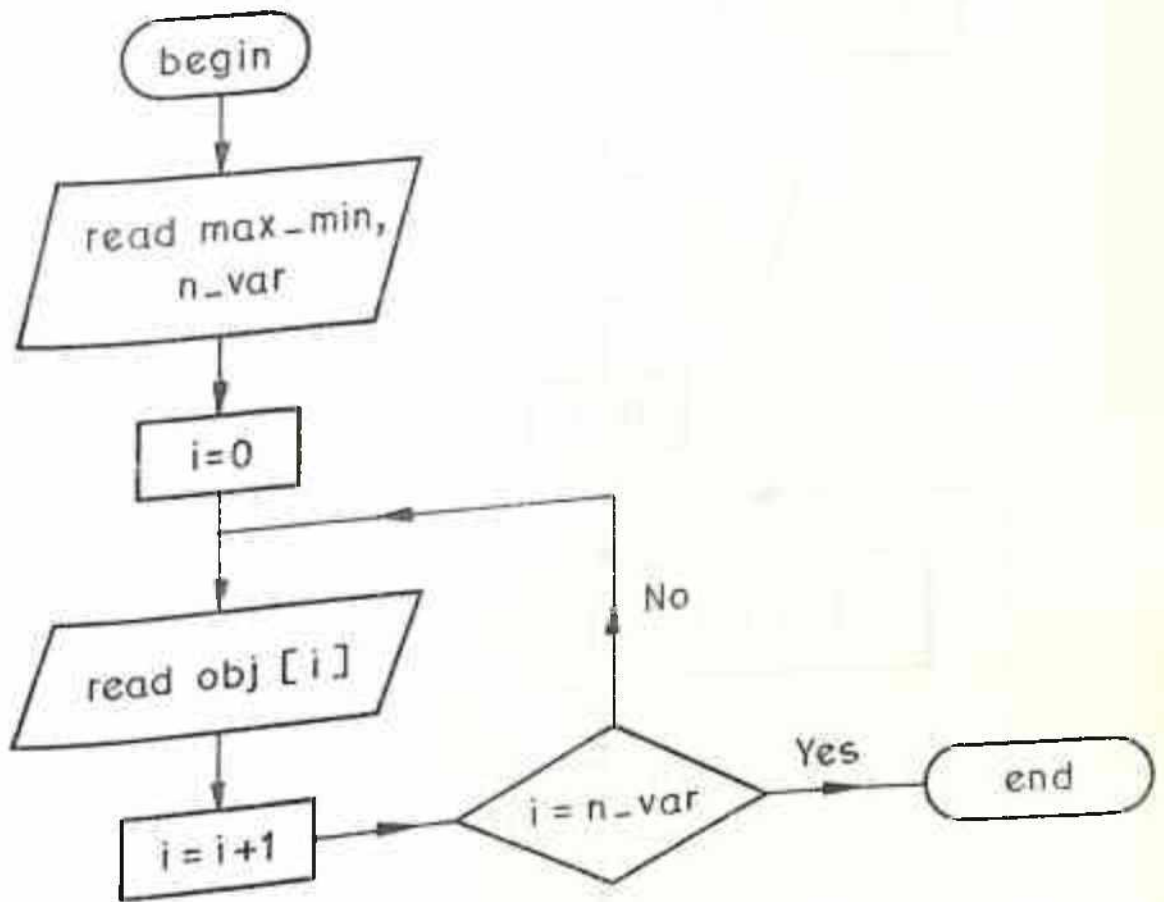 begin
read max_min,
n_var
i=0
No
read obj [i]
Yes
i = n_var
end
i = i+1